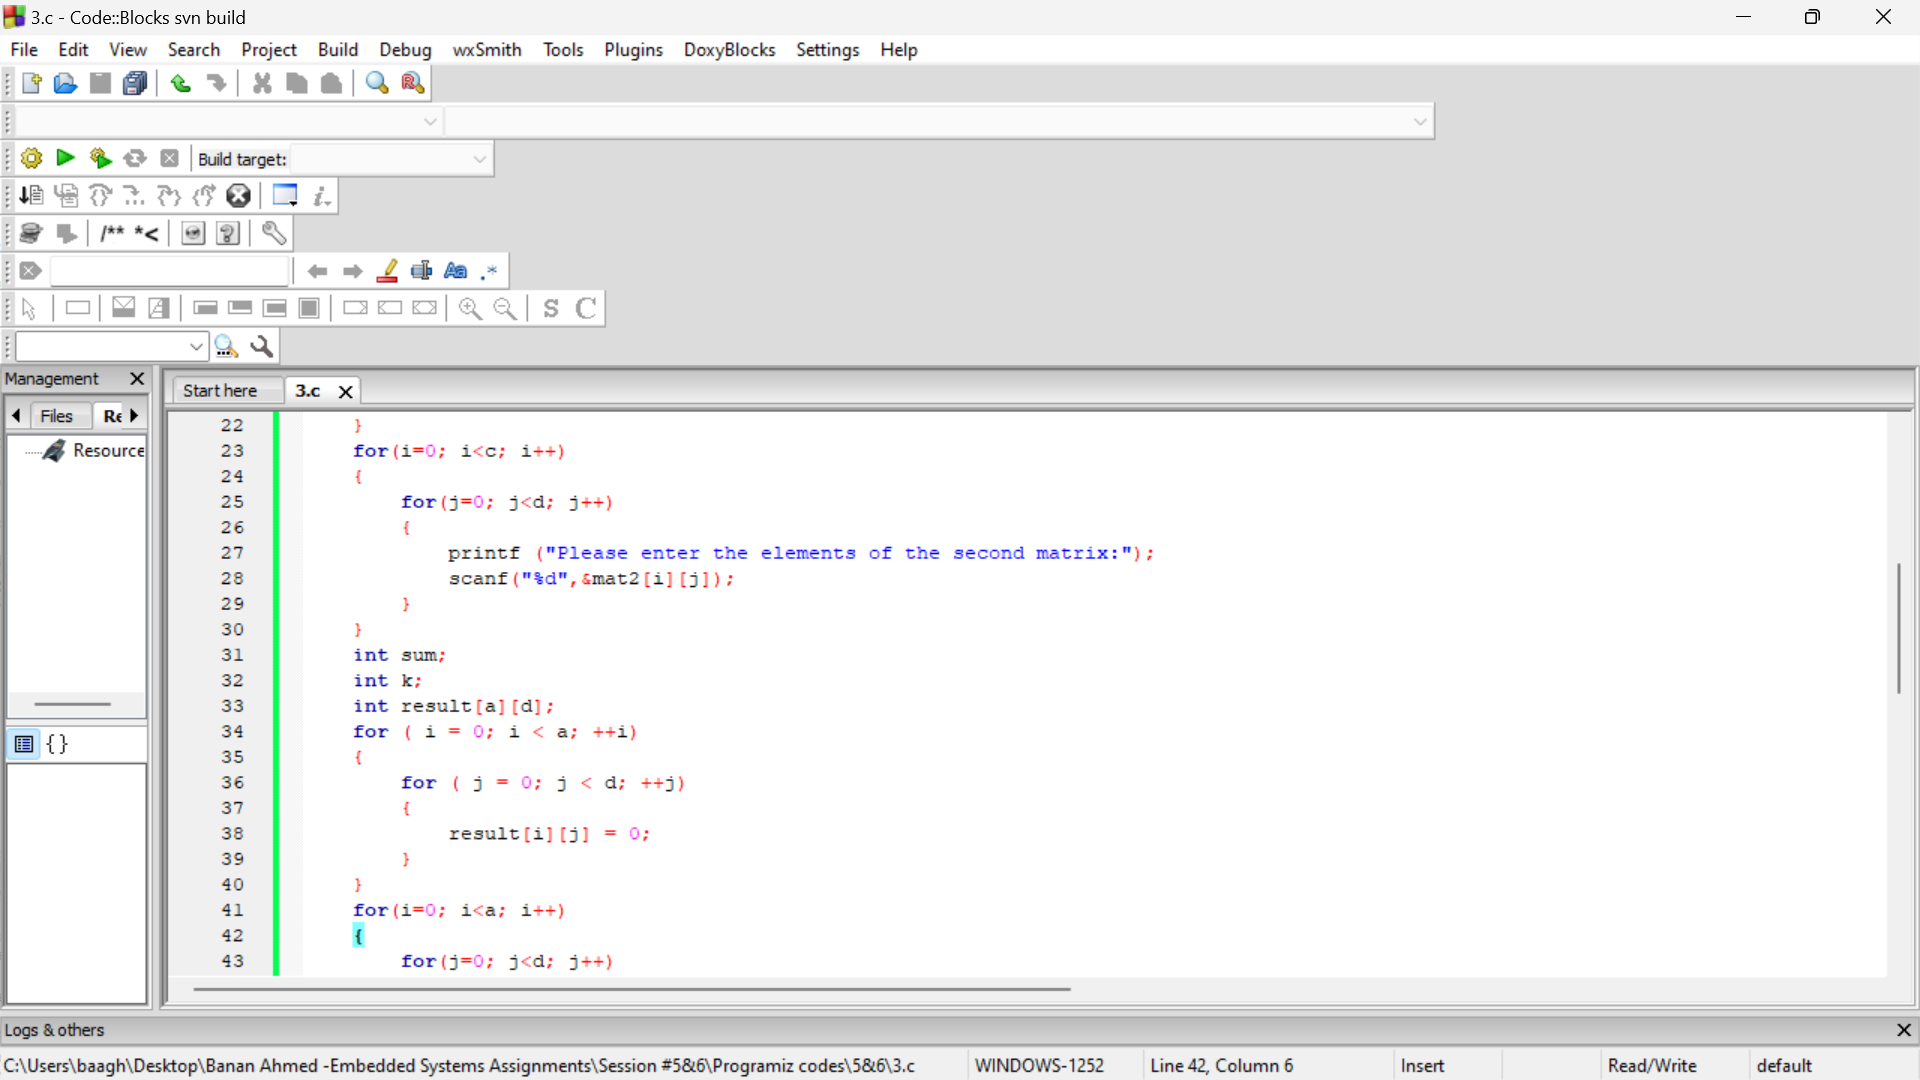 3.c - Code::Blocks svn build
File Edit View Search Project Build Debug wxSmith Tools Plugins DoxyBlocks Settings Help
Build target:
/** *<
Aa .*
S C
Management
Start here 3.c
Files Re
Resource
{}
22 }
23 for(i=0; i<c; i++)
24 {
25 for(j=0; j<d; j++)
26 {
27 printf ("Please enter the elements of the second matrix:");
28 scanf("%d",&mat2[i][j]);
29 }
30 }
31 int sum;
32 int k;
33 int result[a][d];
34 for ( i = 0; i < a; ++i)
35 {
36 for ( j = 0; j < d; ++j)
37 {
38 result[i][j] = 0;
39 }
40 }
41 for(i=0; i<a; i++)
42 {
43 for(j=0; j<d; j++)
Logs & others
C:\Users\baagh\Desktop\Banan Ahmed -Embedded Systems Assignments\Session #5&6\Programiz codes\5&6\3.c WINDOWS-1252 Line 42, Column 6 Insert Read/Write default